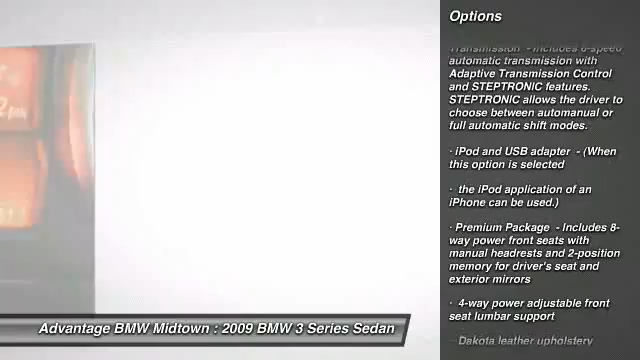 Options
Transmission - Includes 6-speed
automatic transmission with
Adaptive Transmission Control
and STEPTRONIC features.
STEPTRONIC allows the driver to
choose between automanual or
full automatic shift modes.
· iPod and USB adapter - (When
this option is selected
· the iPod application of an
iPhone can be used.)
· Premium Package - Includes 8-
way power front seats with
manual headrests and 2-position
memory for driver's seat and
exterior mirrors
· 4-way power adjustable front
seat lumbar support
· Dakota leather upholstery
Advantage BMW Midtown : 2009 BMW 3 Series Sedan